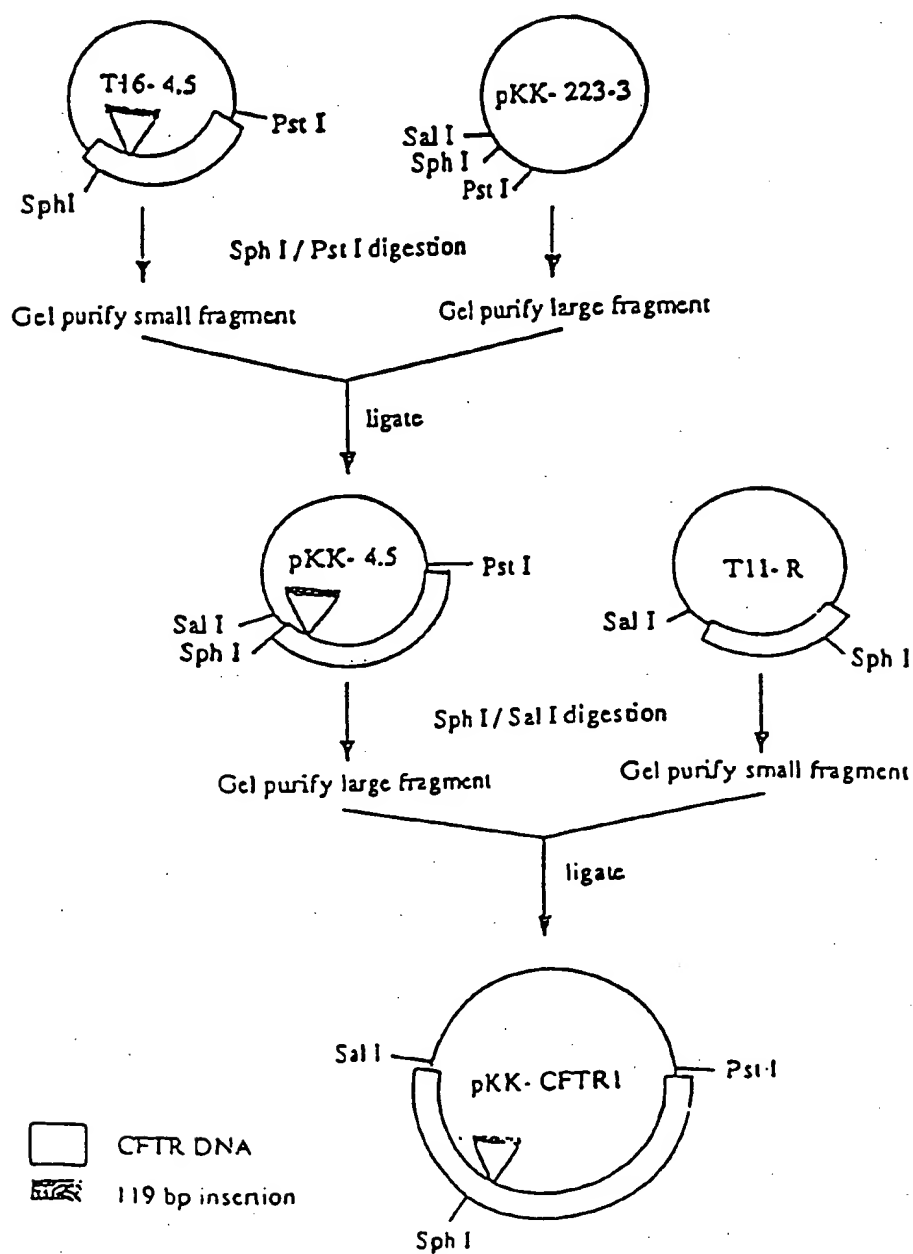 T16-4.5
pKK-223-3
Pst I
Sal I
Sph I
Pst I
SphI
Sph I / Pst I digestion
Gel purify small fragment
Gel purify large fragment
ligate
pKK-4.5
Pst I
T11-R
Sal I
Sph I
Sal I
Sph I
Sph I / Sal I digestion
Gel purify large fragment
Gel purify small fragment
ligate
Sal I
Pst I
pKK-CFTR1
CFTR DNA
119 bp insertion
Sph I